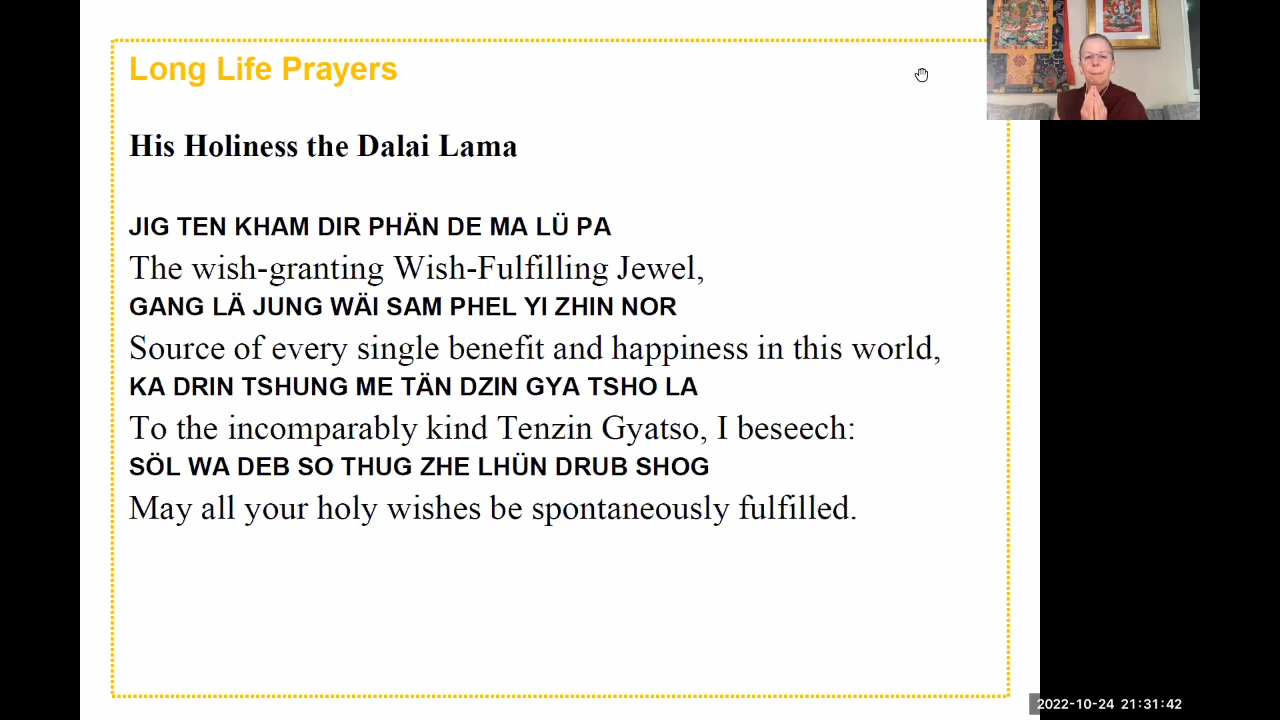 Long Life Prayers
His Holiness the Dalai Lama
JIG TEN KHAM DIR PHÄN DE MA LÜ PA
The wish-granting Wish-Fulfilling Jewel,
GANG LÄ JUNG WÄI SAM PHEL YI ZHIN NOR
Source of every single benefit and happiness in this world,
KA DRIN TSHUNG ME TÄN DZIN GYA TSHO LA
To the incomparably kind Tenzin Gyatso, I beseech:
SÖL WA DEB SO THUG ZHE LHÜN DRUB SHOG
May all your holy wishes be spontaneously fulfilled.
2022-10-24 21:31:42